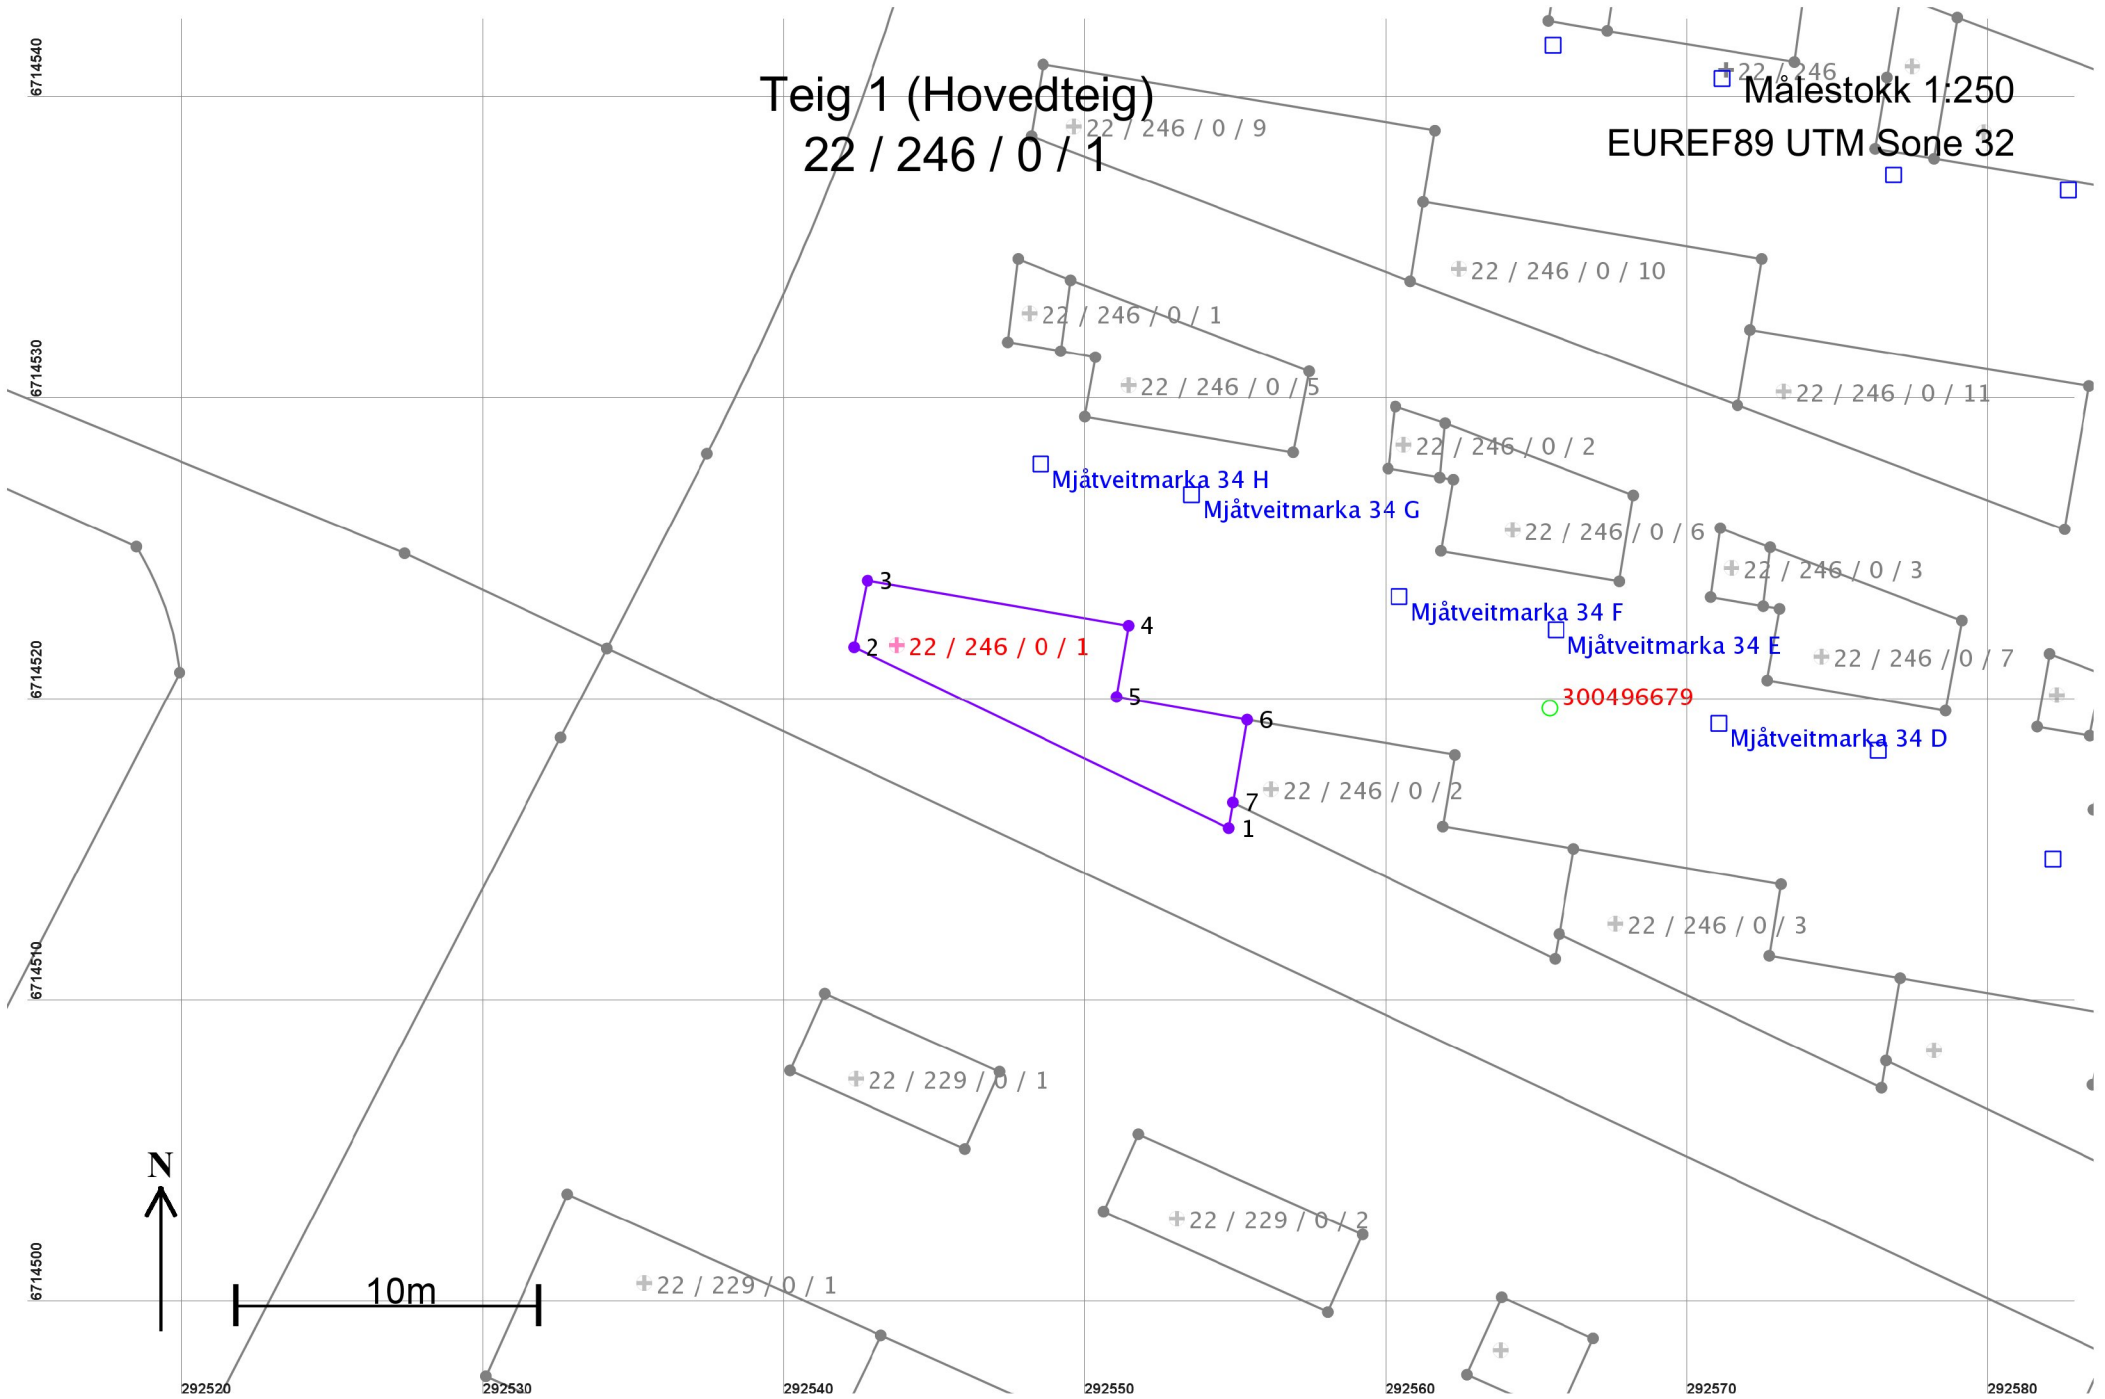 Teig 1 (Hovedteig)
22 / 246 / 0 / 1
Målestokk 1:250
EUREF89 UTM Sone 32
6714540
22 / 246
22 / 246 / 0 / 9
22 / 246 / 0 / 10
22 / 246 / 0 / 1
6714530
22 / 246 / 0 / 5
22 / 246 / 0 / 11
22 / 246 / 0 / 2
Mjåtveitmarka 34 H
Mjåtveitmarka 34 G
22 / 246 / 0 / 6
22 / 246 / 0 / 3
3
Mjåtveitmarka 34 F
4
2
22 / 246 / 0 / 1
Mjåtveitmarka 34 E
22 / 246 / 0 / 7
6714520
5
300496679
6
Mjåtveitmarka 34 D
22 / 246 / 0 / 2
7
1
22 / 246 / 0 / 3
6714510
22 / 229 / 0 / 1
N
22 / 229 / 0 / 2
6714500
10m
22 / 229 / 0 / 1
292520
292530
292540
292550
292560
292570
292580